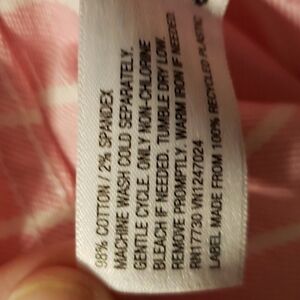 98% COTTON / 2% SPANDEX
MACHINE WASH COLD SEPARATELY.
GENTLE CYCLE. ONLY NON-CHLORINE
BLEACH IF NEEDED. TUMBLE DRY LOW.
REMOVE PROMPTLY. WARM IRON IF NEEDED.
RN17730 VN1247024
LABEL MADE FROM 100% RECYCLED PLASTIC